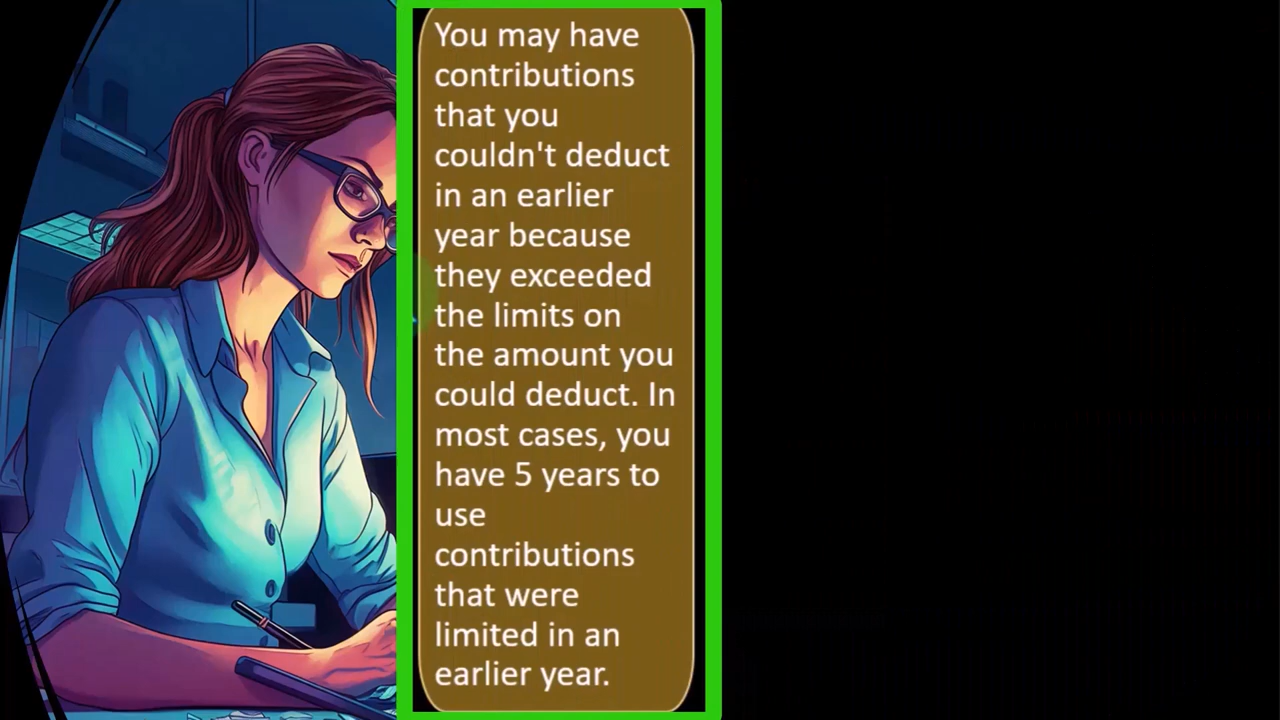 You may have
contributions
that you
couldn't deduct
in an earlier
year because
they exceeded
the limits on
the amount you
could deduct. In
most cases, you
have 5 years to
use
contributions
that were
limited in an
earlier year.